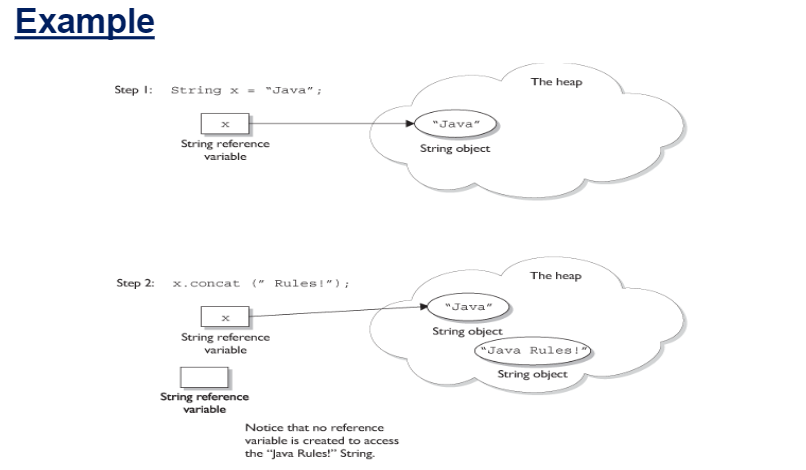 Example
Step 1: String x = "Java";
The heap
x
"Java"
String reference
variable
String object
Step 2: x.concat (" Rules!");
The heap
x
"Java"
String reference
variable
String object
"Java Rules!"
String object
String reference
variable
Notice that no reference
variable is created to access
the "Java Rules!" String.